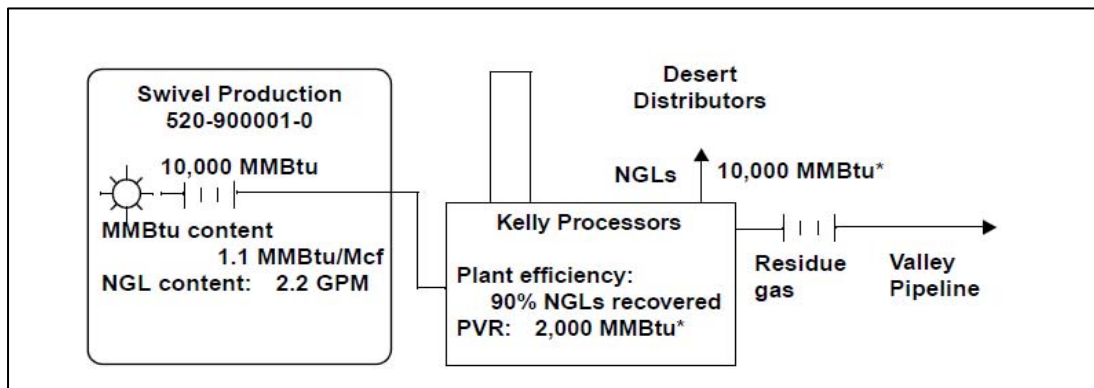 Swivel Production
520-900001-0
10,000 MMBtu
MMBtu content
1.1 MMBtu/Mcf
NGL content: 2.2 GPM
Desert
Distributors
NGLs
10,000 MMBtu*
Kelly Processors
Plant efficiency:
90% NGLs recovered
PVR: 2,000 MMBtu*
Residue
gas
Valley
Pipeline